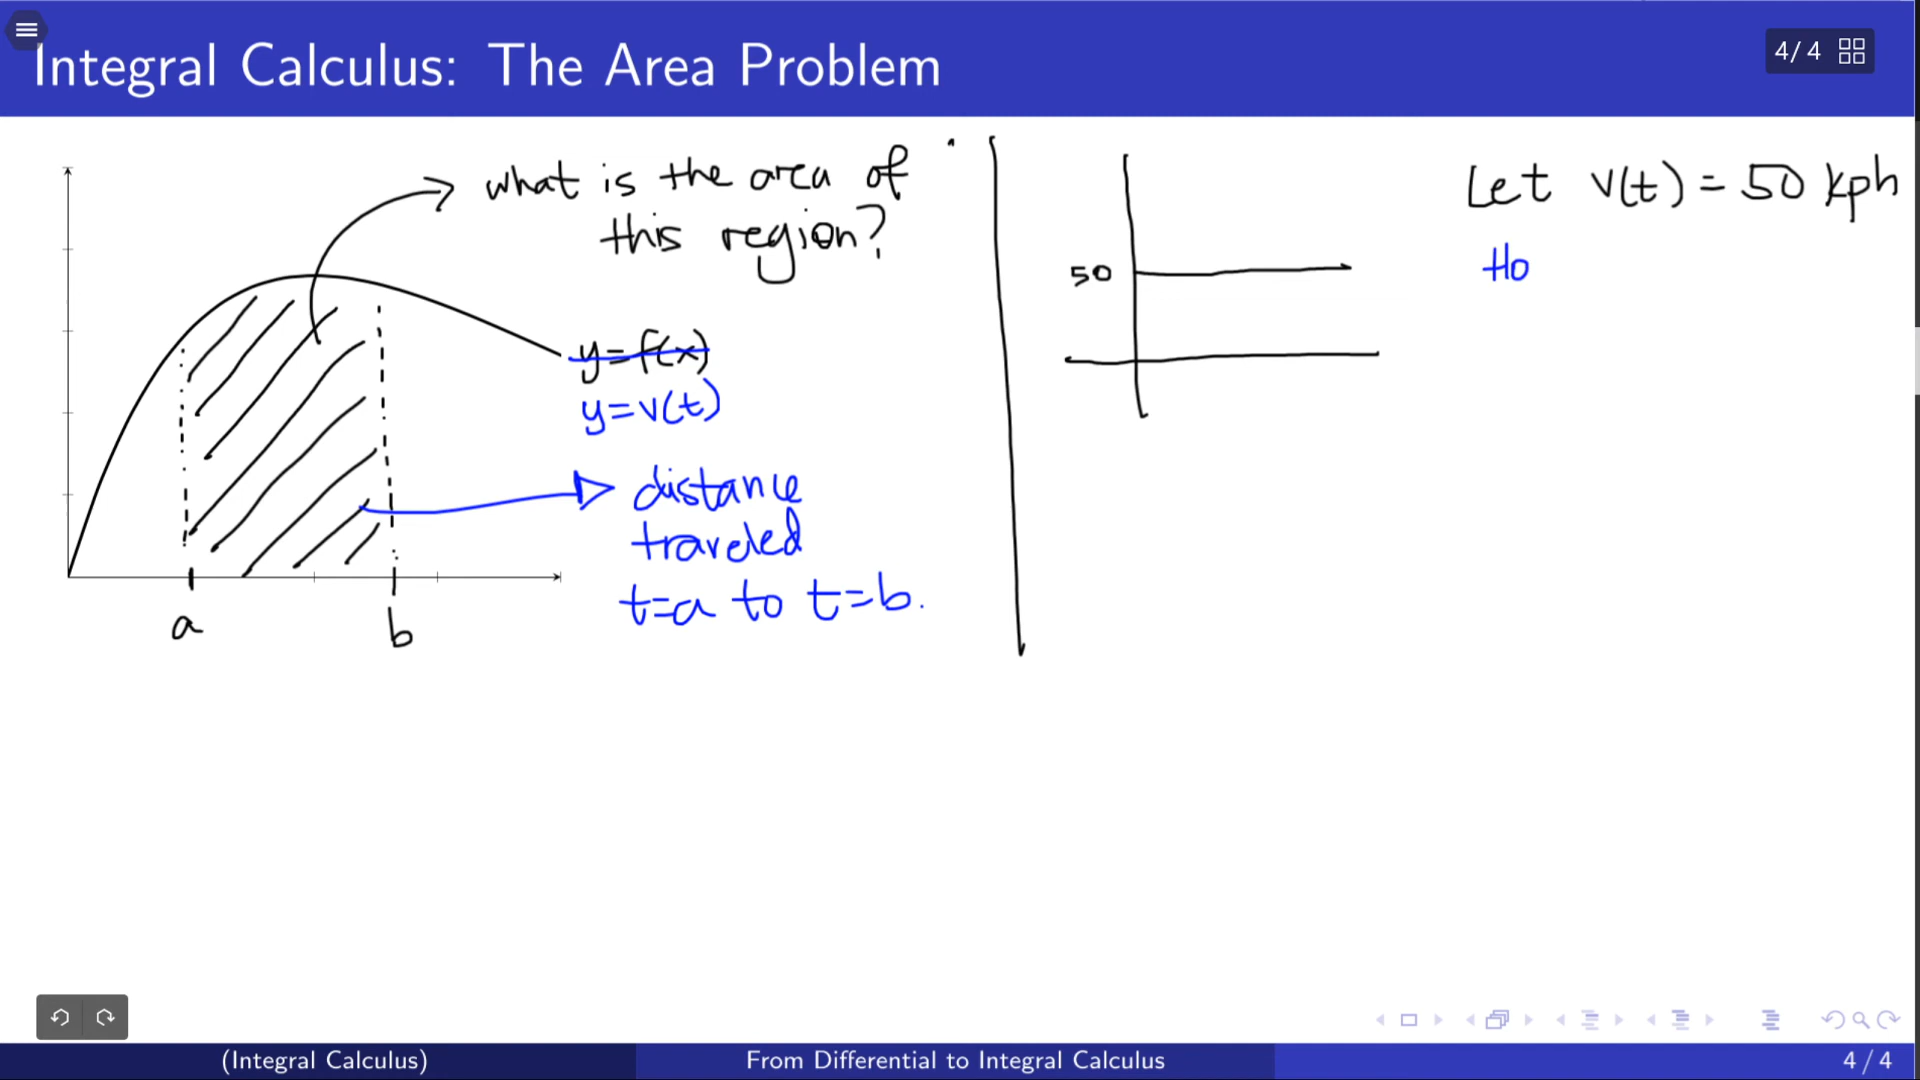 Integral Calculus: The Area Problem
4/ 4
what is the area of
this region?
y=f(x)
y=v(t)
distance
traveled
t=a to t=b.
a
b
50
Let v(t) = 50 kph
Ho
(Integral Calculus)
From Differential to Integral Calculus
4 / 4